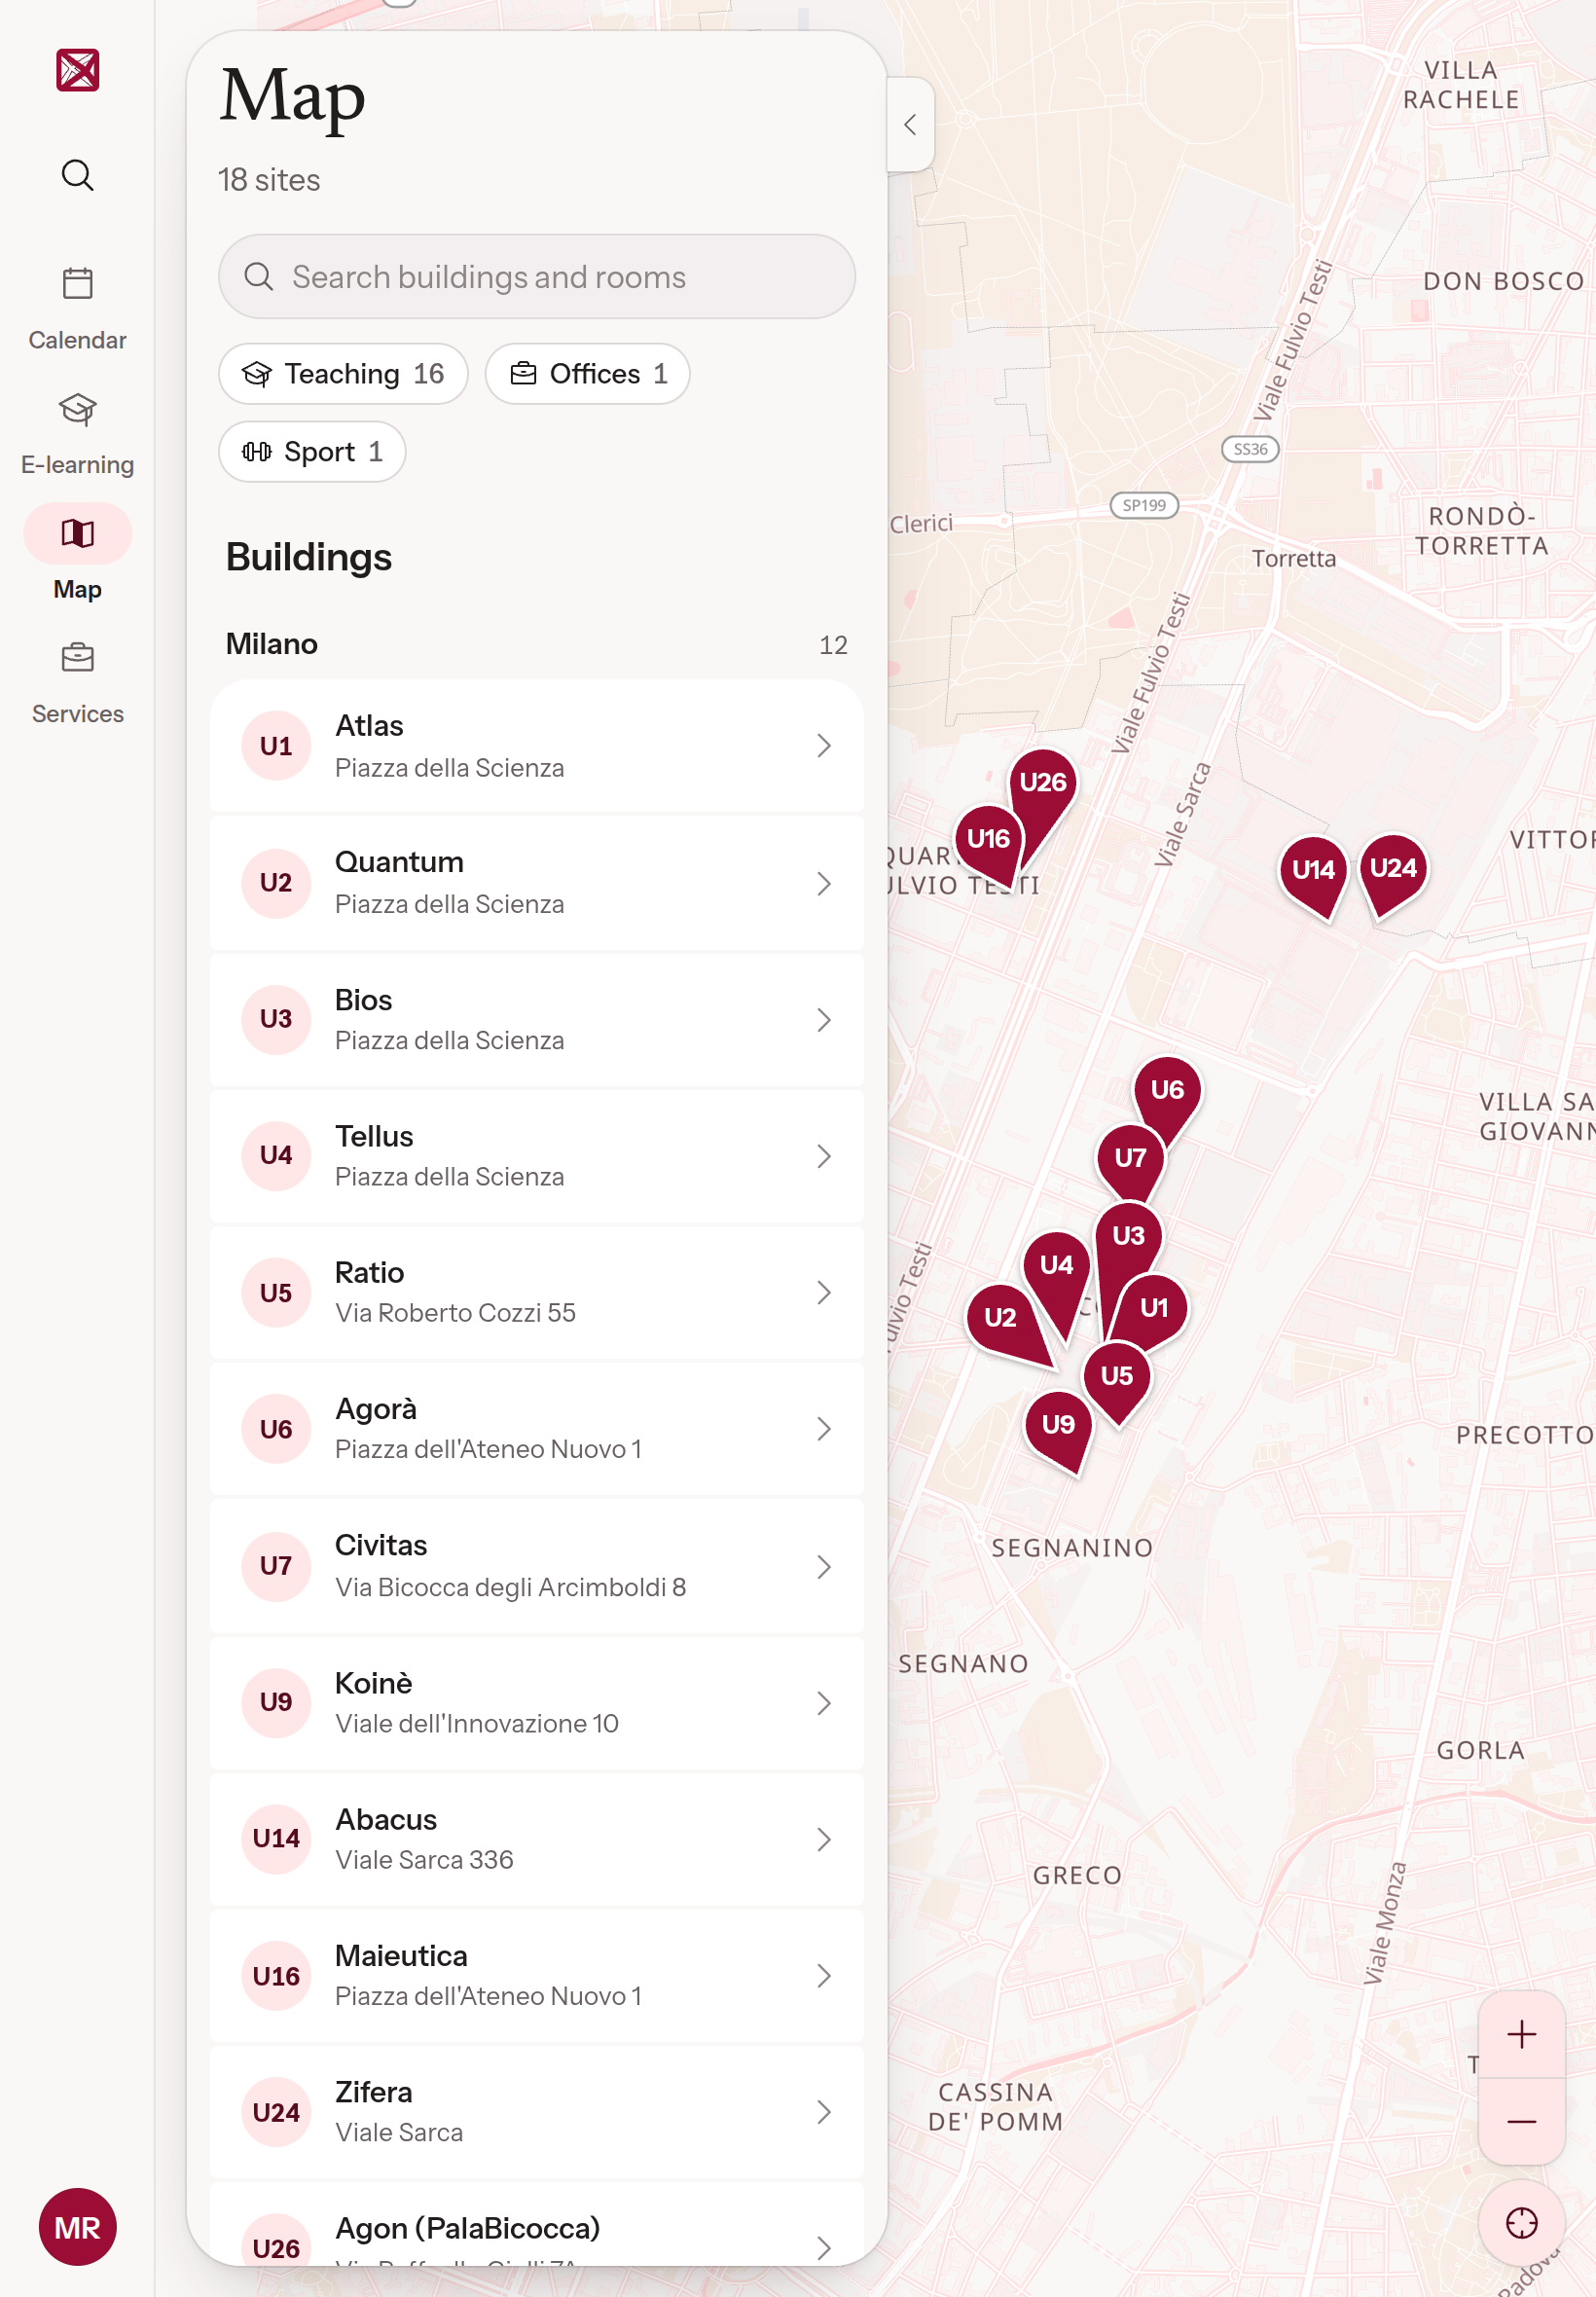 Calendar
E-learning
Map
Services
MR
Map
18 sites
Search buildings and rooms
Teaching 16
Offices 1
Sport 1
Buildings
Milano 12
U1 Atlas
Piazza della Scienza
U2 Quantum
Piazza della Scienza
U3 Bios
Piazza della Scienza
U4 Tellus
Piazza della Scienza
U5 Ratio
Via Roberto Cozzi 55
U6 Agorà
Piazza dell'Ateneo Nuovo 1
U7 Civitas
Via Bicocca degli Arcimboldi 8
U9 Koinè
Viale dell'Innovazione 10
U14 Abacus
Viale Sarca 336
U16 Maieutica
Piazza dell'Ateneo Nuovo 1
U24 Zifera
Viale Sarca
U26 Agon (PalaBicocca)
VILLA
RACHELE
DON BOSCO
Viale Fulvio Testi
SS36
SP199
Clerici
RONDÒ-
TORRETTA
Torretta
Viale Fulvio Testi
Viale Sarca
U26
U16
TESTI
U14
U24
U6
VILLA
U7
U3
U4
U1
U2
Testi
U5
U9
PRECOTTO
SEGNANINO
SEGNANO
GORLA
GRECO
Viale Monza
CASSINA
DE' POMM
Padova